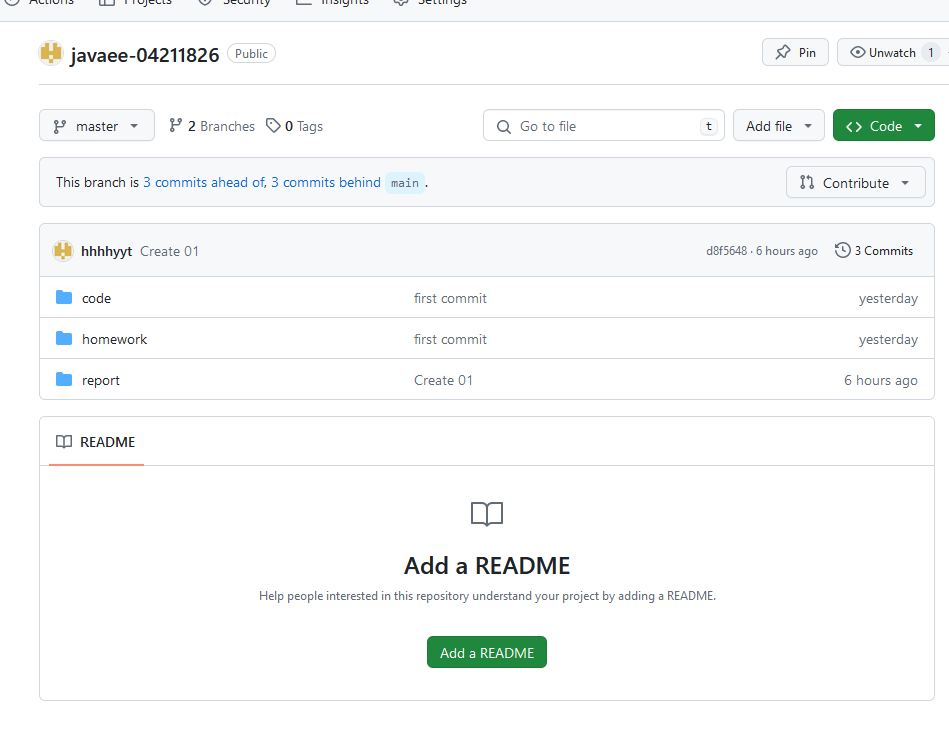 Actions Projects Security Insights Settings
javaee-04211826 Public Pin Unwatch 1
master 2 Branches 0 Tags Go to file t Add file Code
This branch is 3 commits ahead of, 3 commits behind main . Contribute
hhhhyyt Create 01 d8f5648 · 6 hours ago 3 Commits
code first commit yesterday
homework first commit yesterday
report Create 01 6 hours ago
README
Add a README
Help people interested in this repository understand your project by adding a README.
Add a README